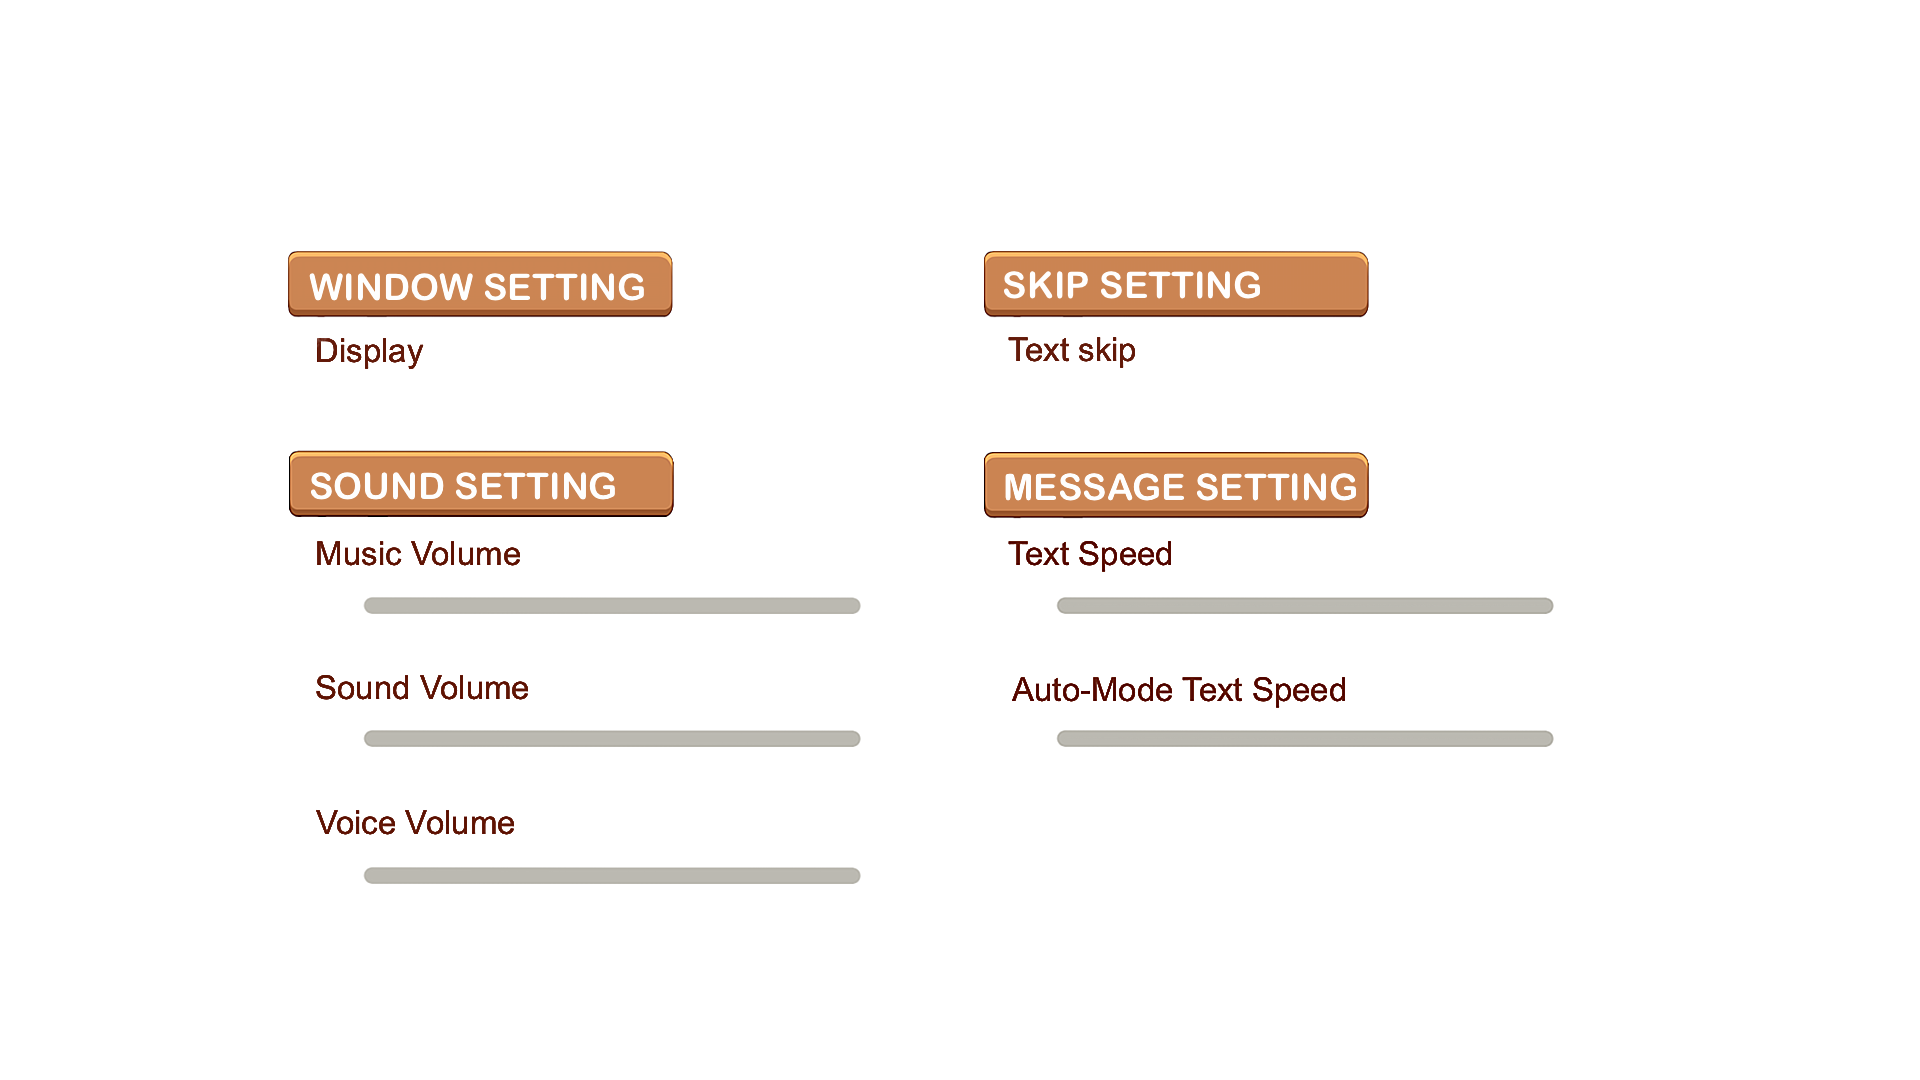 WINDOW SETTING
Display
SOUND SETTING
Music Volume
Sound Volume
Voice Volume
SKIP SETTING
Text skip
MESSAGE SETTING
Text Speed
Auto-Mode Text Speed